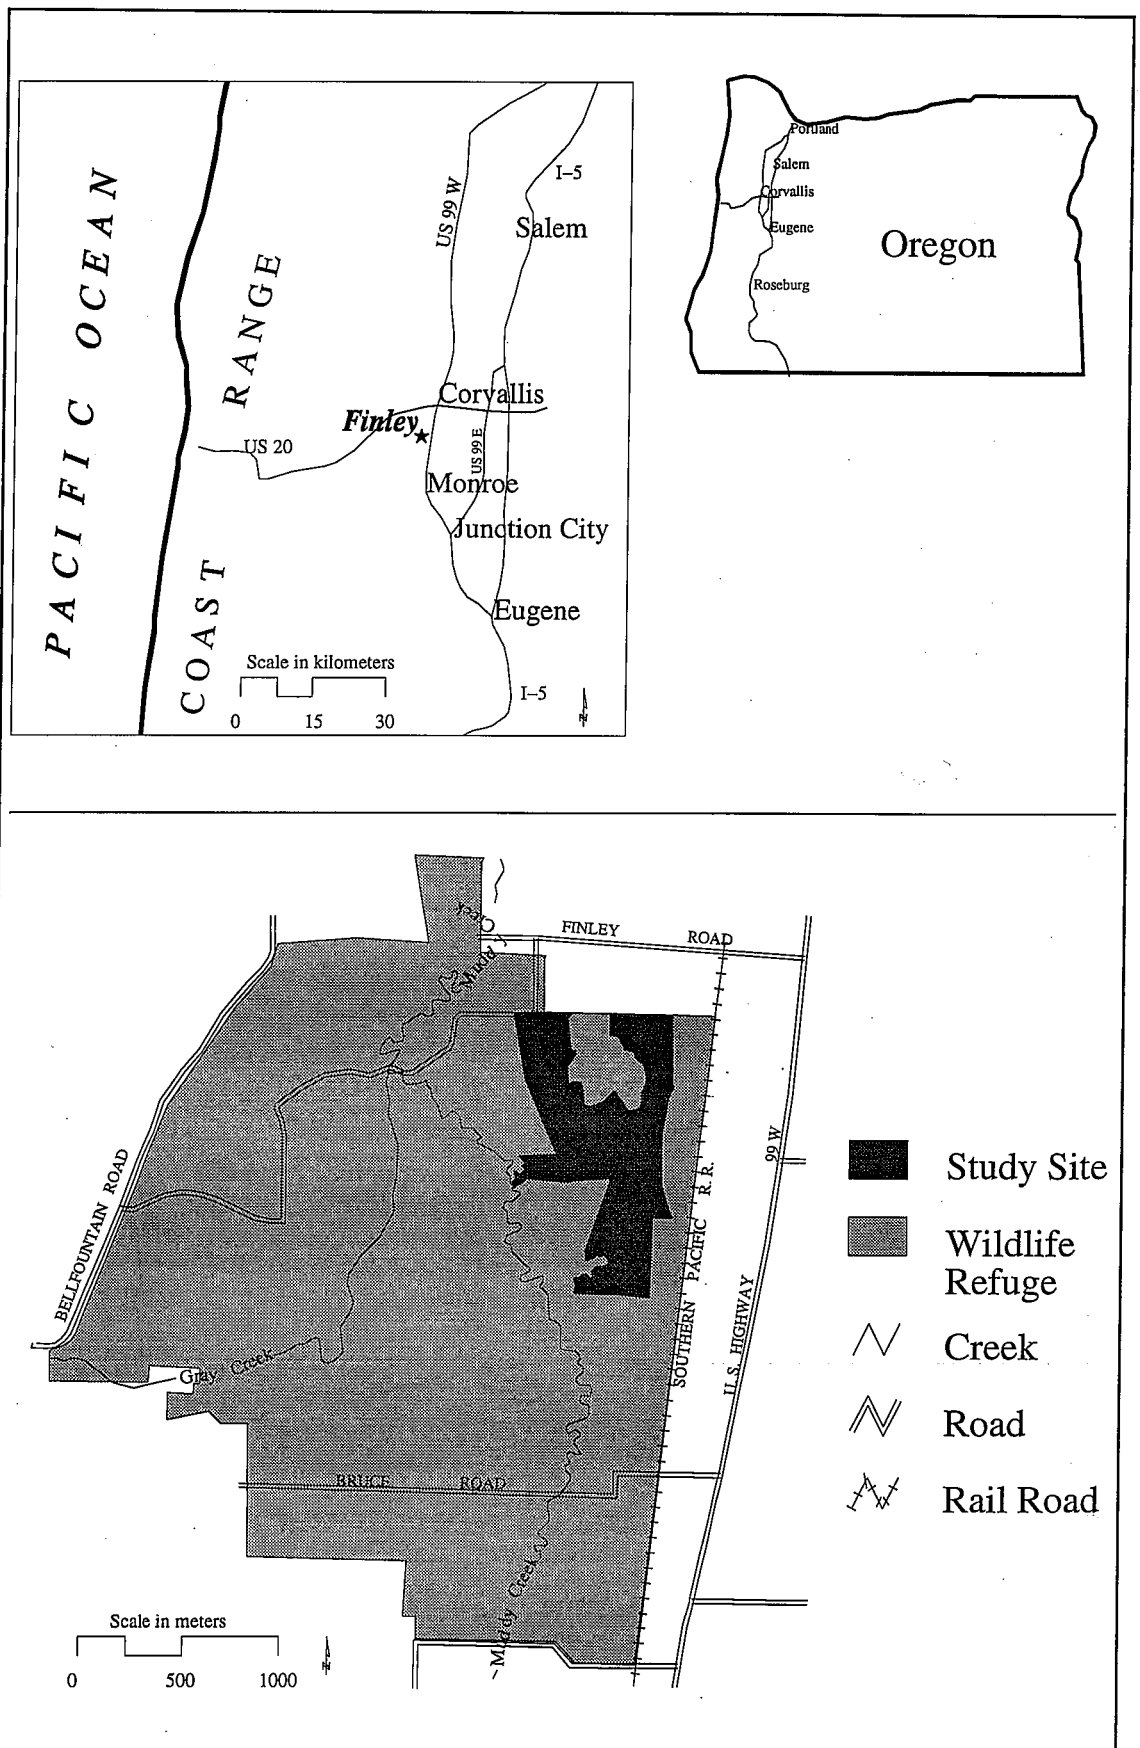 PACIFIC OCEAN
COAST RANGE
US 99 W
I–5
Salem
Corvallis
Finley
US 20
US 99 E
Monroe
Junction City
Eugene
I–5
Scale in kilometers
0 15 30
N
Portland
Salem
Corvallis
Eugene
Roseburg
Oregon
Muddy Creek
FINLEY ROAD
BELLFOUNTAIN ROAD
SOUTHERN PACIFIC R. R.
U.S. HIGHWAY 99 W
Gray Creek
BRUCE ROAD
Muddy Creek
Scale in meters
0 500 1000
N
Study Site
Wildlife
Refuge
Creek
Road
Rail Road